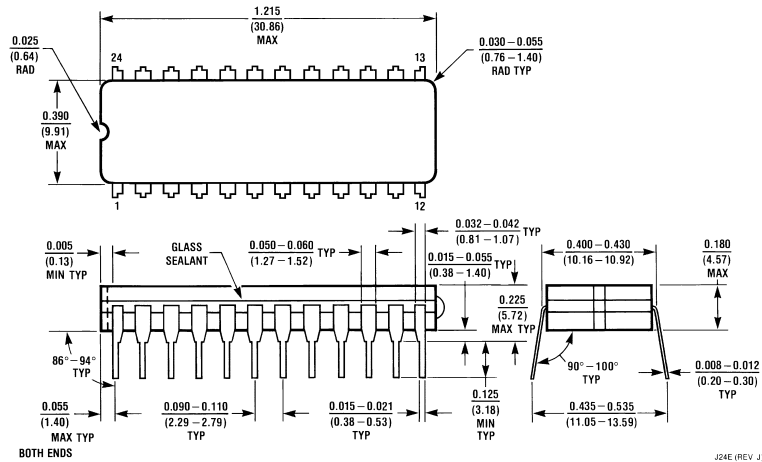 1.215
(30.86)
MAX
0.025
(0.64)
RAD
24
13
0.030 – 0.055
(0.76 – 1.40)
RAD TYP
0.390
(9.91)
MAX
1
12
0.005
(0.13)
MIN TYP
GLASS
SEALANT
0.050 – 0.060
(1.27 – 1.52)
TYP
0.032 – 0.042
(0.81 – 1.07)
TYP
0.015 – 0.055
(0.38 – 1.40)
TYP
0.400 – 0.430
(10.16 – 10.92)
0.180
(4.57)
MAX
0.225
(5.72)
MAX TYP
86° – 94°
TYP
90° – 100°
TYP
0.008 – 0.012
(0.20 – 0.30)
TYP
0.055
(1.40)
MAX TYP
BOTH ENDS
0.090 – 0.110
(2.29 – 2.79)
TYP
0.015 – 0.021
(0.38 – 0.53)
TYP
0.125
(3.18)
MIN
TYP
0.435 – 0.535
(11.05 – 13.59)
J24E (REV. J